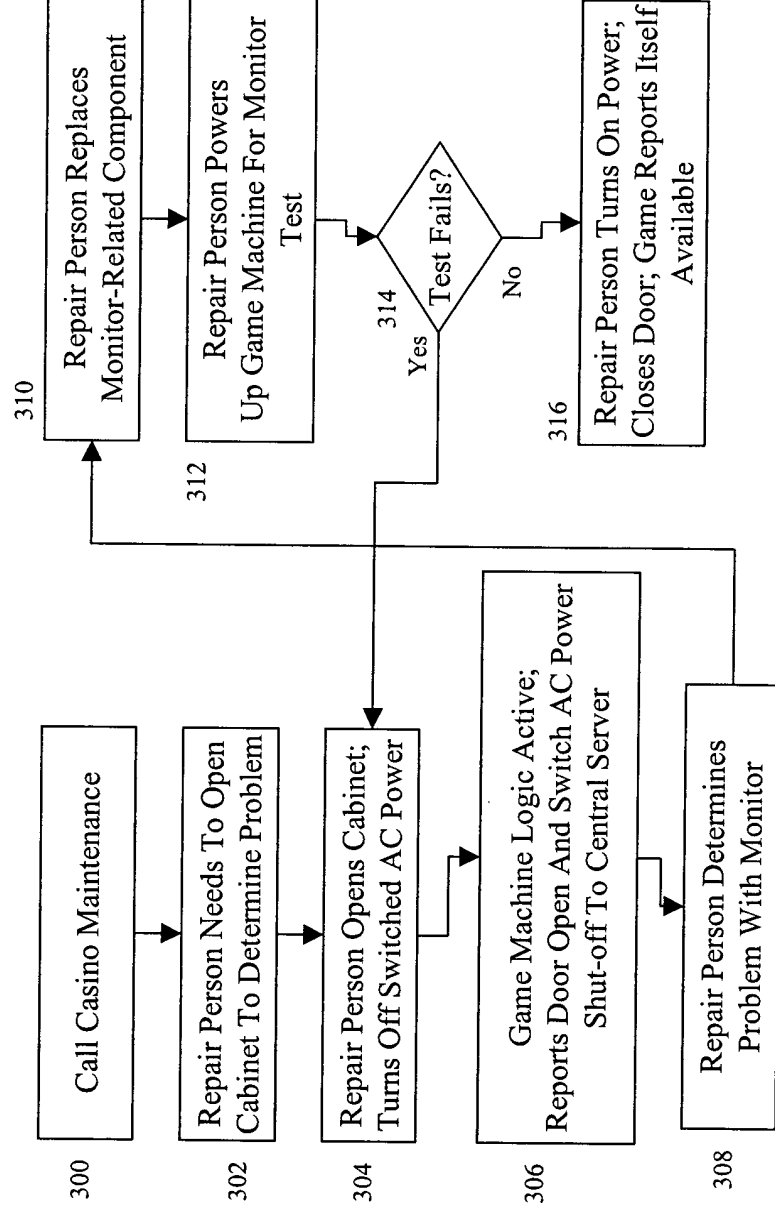 300
Call Casino Maintenance
302
Repair Person Needs To Open
Cabinet To Determine Problem
304
Repair Person Opens Cabinet;
Turns Off Switched AC Power
306
Game Machine Logic Active;
Reports Door Open And Switch AC Power
Shut-off To Central Server
308
Repair Person Determines
Problem With Monitor
310
Repair Person Replaces
Monitor-Related Component
312
Repair Person Powers
Up Game Machine For Monitor
Test
314
Test Fails?
Yes
No
316
Repair Person Turns On Power;
Closes Door; Game Reports Itself
Available